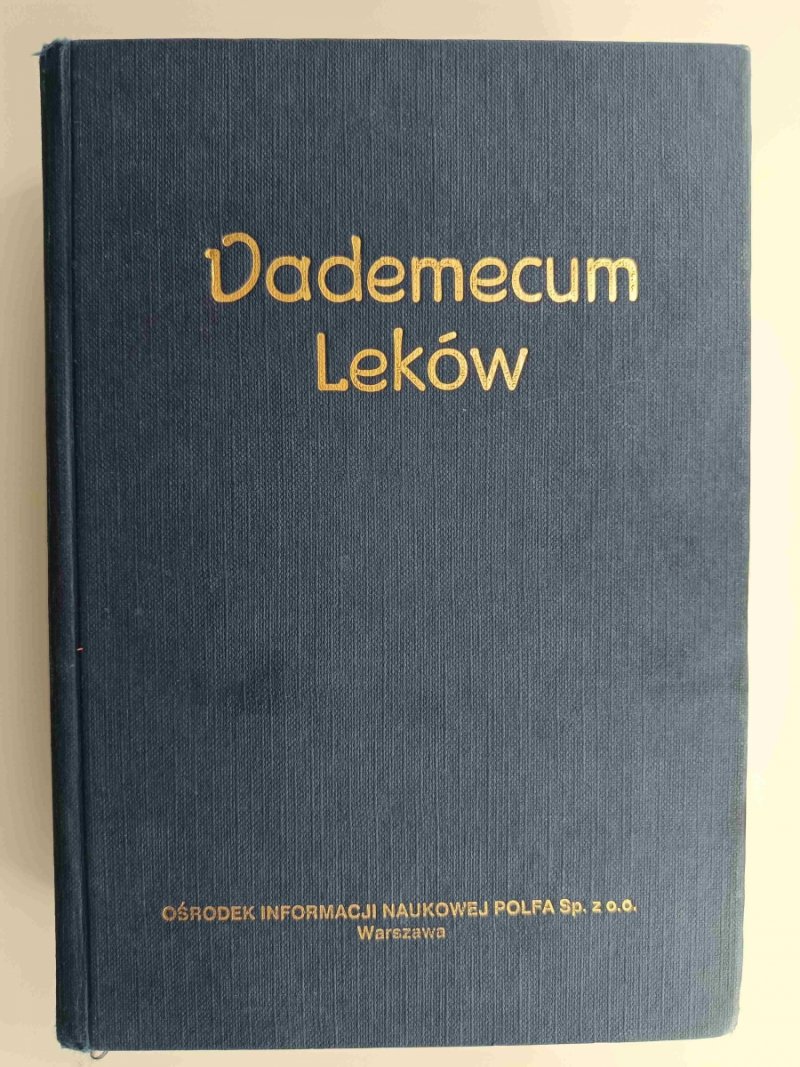 Vademecum
Leków
OŚRODEK INFORMACJI NAUKOWEJ POLFA Sp. z o.o.
Warszawa